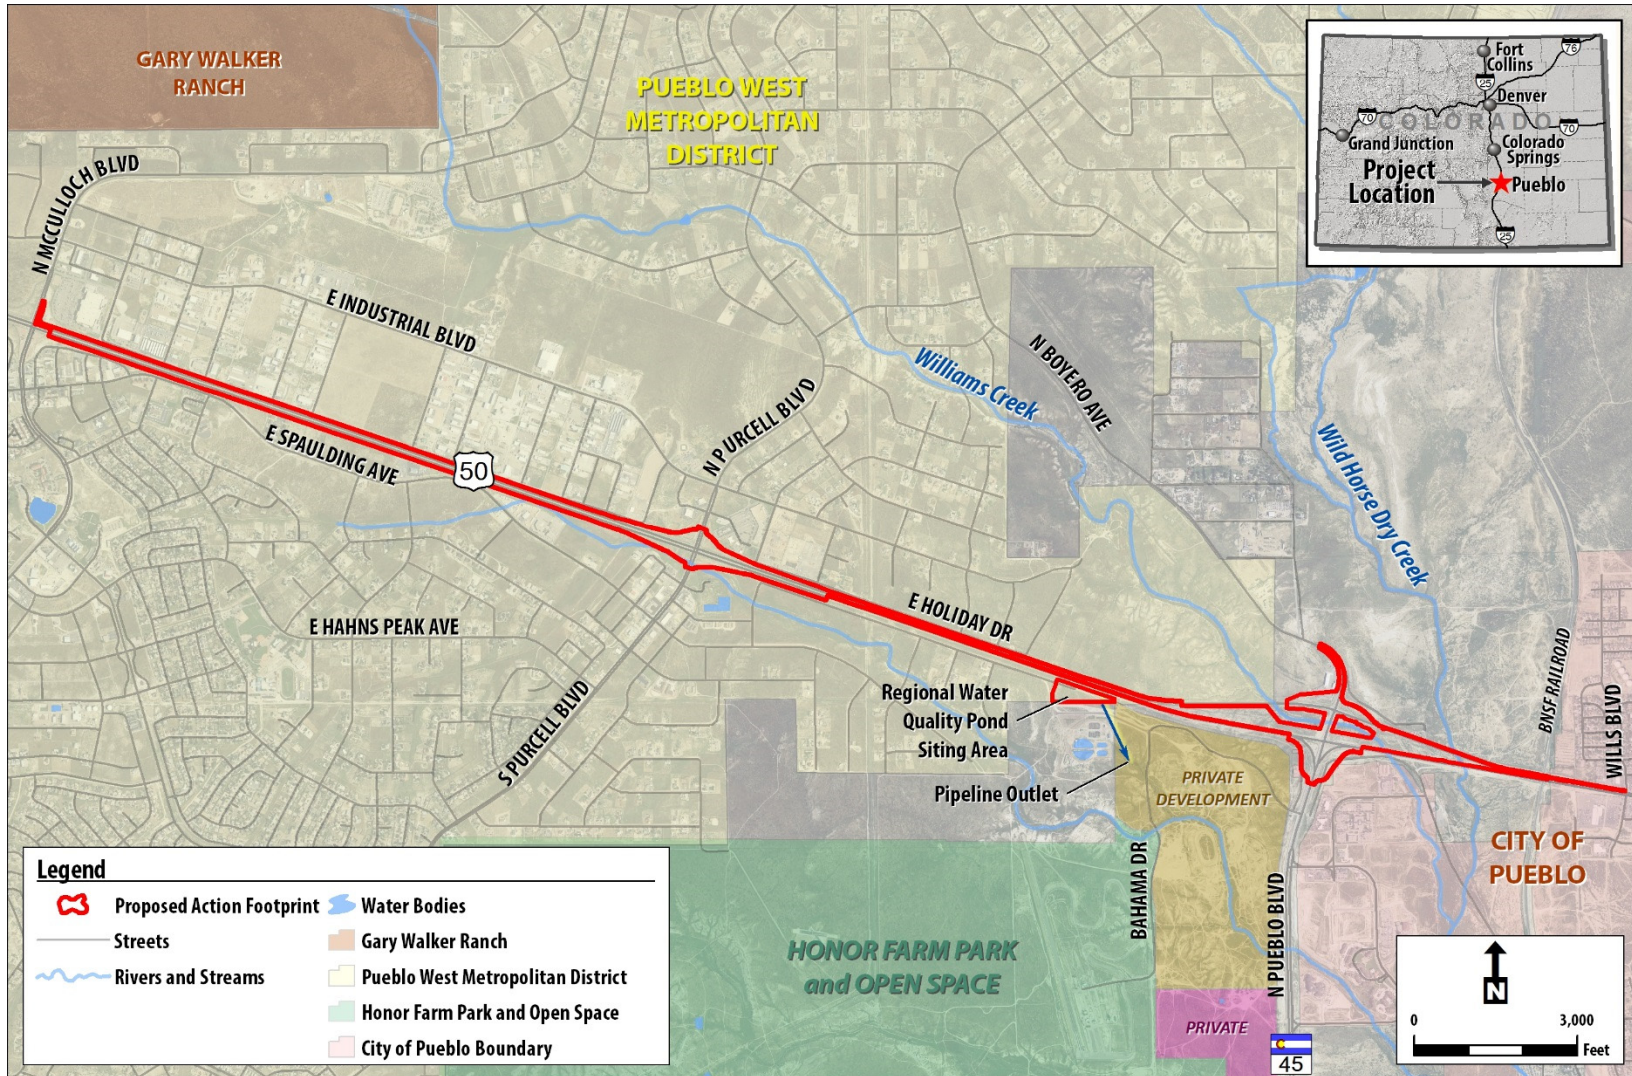 GARY WALKER
RANCH
PUEBLO WEST
METROPOLITAN
DISTRICT
76
Fort
Collins
25
Denver
70
COLORADO
70
Grand Junction
Colorado
Springs
Project
Location
Pueblo
25
N MCCULLOCH BLVD
E INDUSTRIAL BLVD
E SPAULDING AVE
50
N PURCELL BLVD
Williams Creek
N BOYERO AVE
Wild Horse Dry Creek
E HAHNS PEAK AVE
E HOLIDAY DR
S PURCELL BLVD
Regional Water
Quality Pond
Siting Area
Pipeline Outlet
PRIVATE
DEVELOPMENT
BNSF RAILROAD
WILLS BLVD
CITY OF
PUEBLO
BAHAMA DR
N PUEBLO BLVD
HONOR FARM PARK
and OPEN SPACE
PRIVATE
45
Legend
Proposed Action Footprint
Streets
Rivers and Streams
Water Bodies
Gary Walker Ranch
Pueblo West Metropolitan District
Honor Farm Park and Open Space
City of Pueblo Boundary
N
0 3,000
Feet